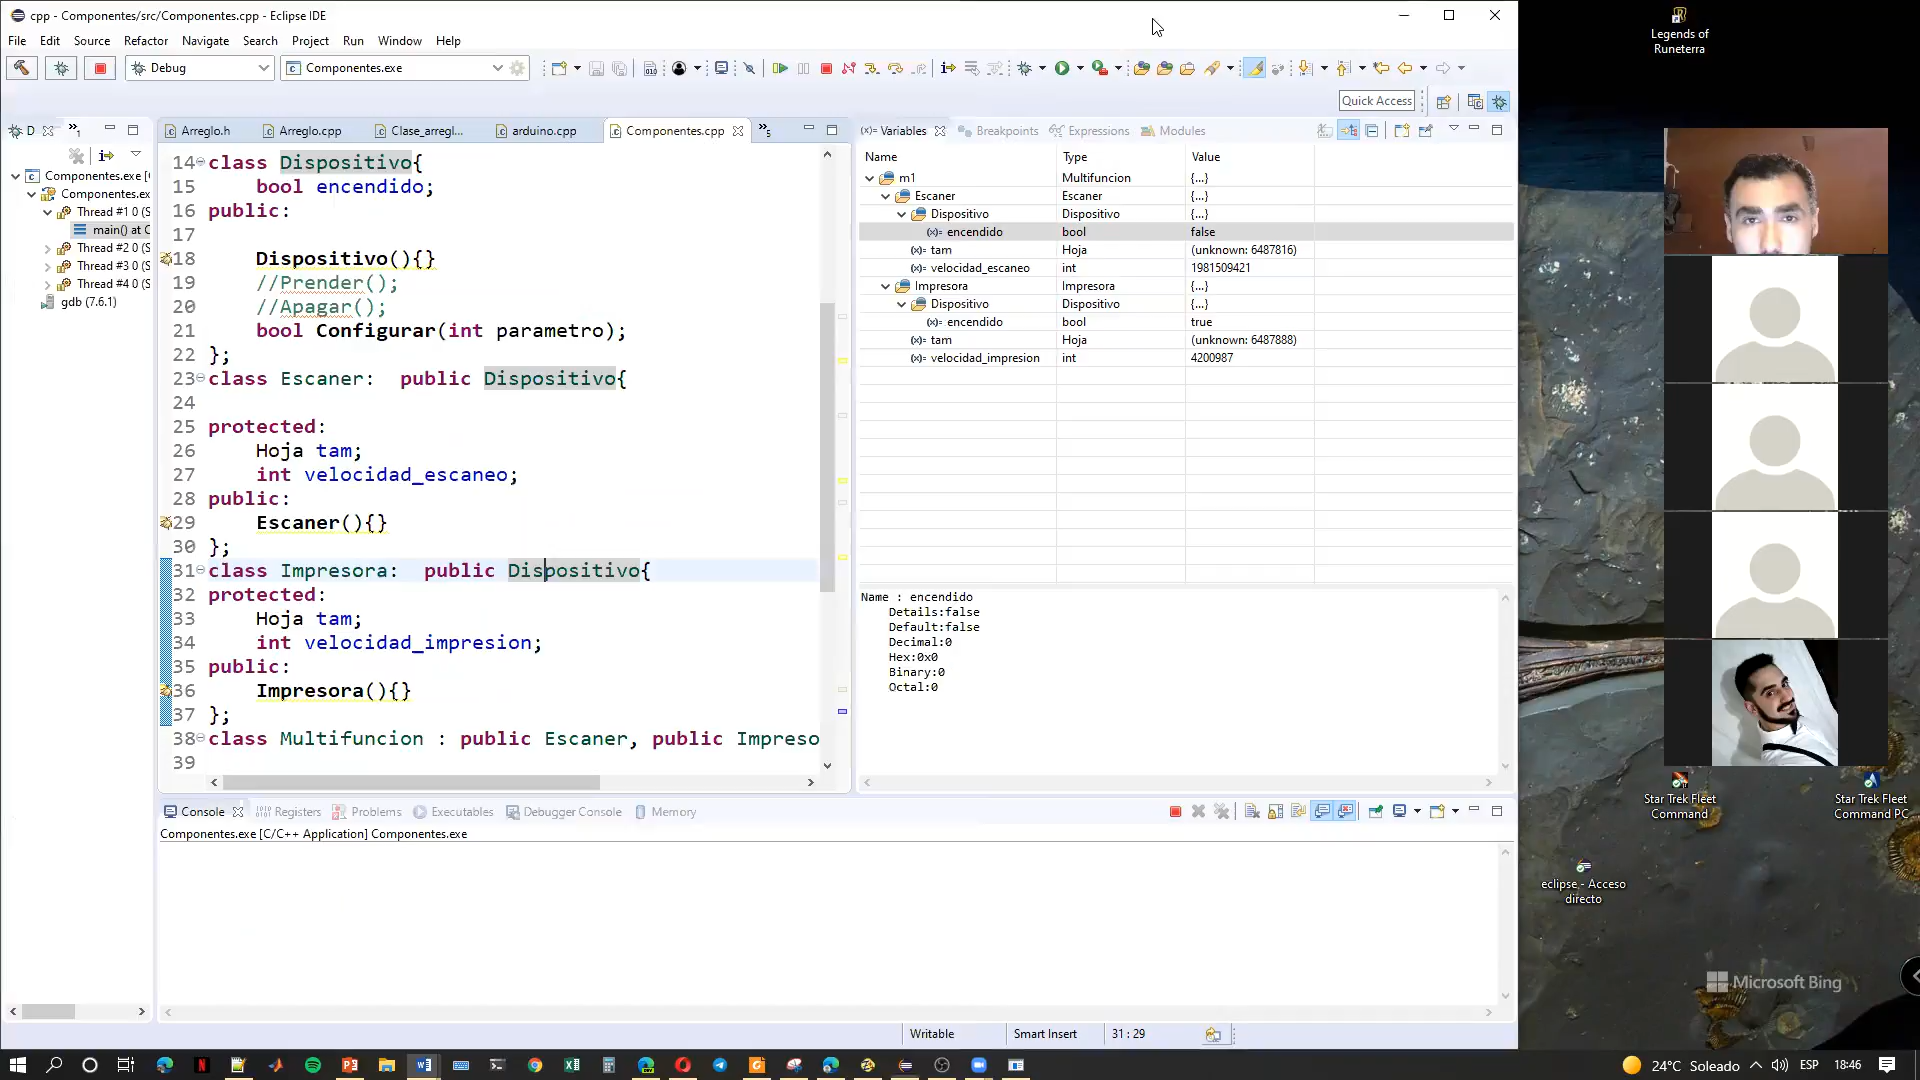 cpp - Componentes/src/Componentes.cpp - Eclipse IDE
File Edit Source Refactor Navigate Search Project Run Window Help
Debug
Componentes.exe
Quick Access
D
Arreglo.h
Arreglo.cpp
Clase_arregl...
arduino.cpp
Componentes.cpp
Componentes.exe [
Componentes.ex
Thread #1 0 (S
main() at C
Thread #2 0 (S
Thread #3 0 (S
Thread #4 0 (S
gdb (7.6.1)
14 class Dispositivo{
15 bool encendido;
16 public:
17
18 Dispositivo(){}
19 //Prender();
20 //Apagar();
21 bool Configurar(int parametro);
22 };
23 class Escaner: public Dispositivo{
24
25 protected:
26 Hoja tam;
27 int velocidad_escaneo;
28 public:
29 Escaner(){}
30 };
31 class Impresora: public Dispositivo{
32 protected:
33 Hoja tam;
34 int velocidad_impresion;
35 public:
36 Impresora(){}
37 };
38 class Multifuncion : public Escaner, public Impreso
39
(x)= Variables Breakpoints Expressions Modules
Name Type Value
m1 Multifuncion {...}
Escaner Escaner {...}
Dispositivo Dispositivo {...}
(x)= encendido bool false
(x)= tam Hoja (unknown: 6487816)
(x)= velocidad_escaneo int 1981509421
Impresora Impresora {...}
Dispositivo Dispositivo {...}
(x)= encendido bool true
(x)= tam Hoja (unknown: 6487888)
(x)= velocidad_impresion int 4200987
Name : encendido
Details:false
Default:false
Decimal:0
Hex:0x0
Binary:0
Octal:0
Console Registers Problems Executables Debugger Console Memory
Componentes.exe [C/C++ Application] Componentes.exe
Writable Smart Insert 31 : 29
Legends of
Runeterra
Star Trek Fleet
Command
Star Trek Fleet
Command PC
eclipse - Acceso
directo
Microsoft Bing
24°C Soleado ESP 18:46